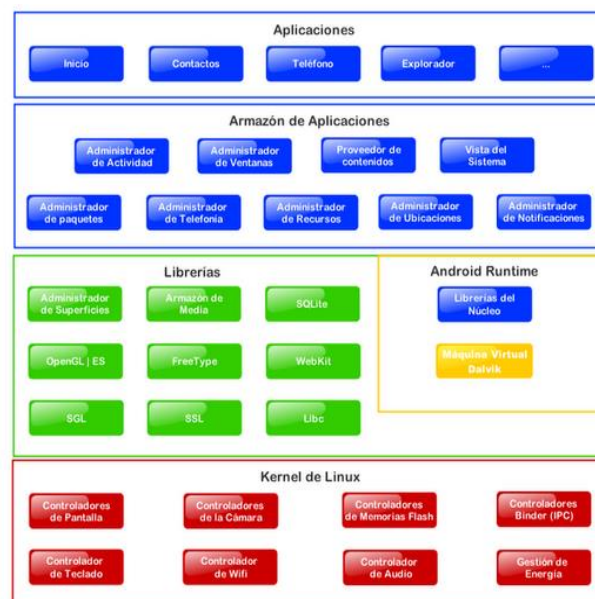 Aplicaciones
Inicio
Contactos
Teléfono
Explorador
...
Armazón de Aplicaciones
Administrador
de Actividad
Administrador
de Ventanas
Proveedor de
contenidos
Vista del
Sistema
Administrador
de paquetes
Administrador
de Telefonía
Administrador
de Recursos
Administrador
de Ubicaciones
Administrador
de Notificaciones
Librerías
Administrador
de Superficies
Armazón de
Media
SQLite
OpenGL | ES
FreeType
WebKit
SGL
SSL
Libc
Android Runtime
Librerías del
Núcleo
Máquina Virtual
Dalvik
Kernel de Linux
Controladores
de Pantalla
Controladores
de la Cámara
Controladores
de Memorias Flash
Controladores
Binder (IPC)
Controlador
de Teclado
Controlador
de Wifi
Controlador
de Audio
Gestión de
Energía